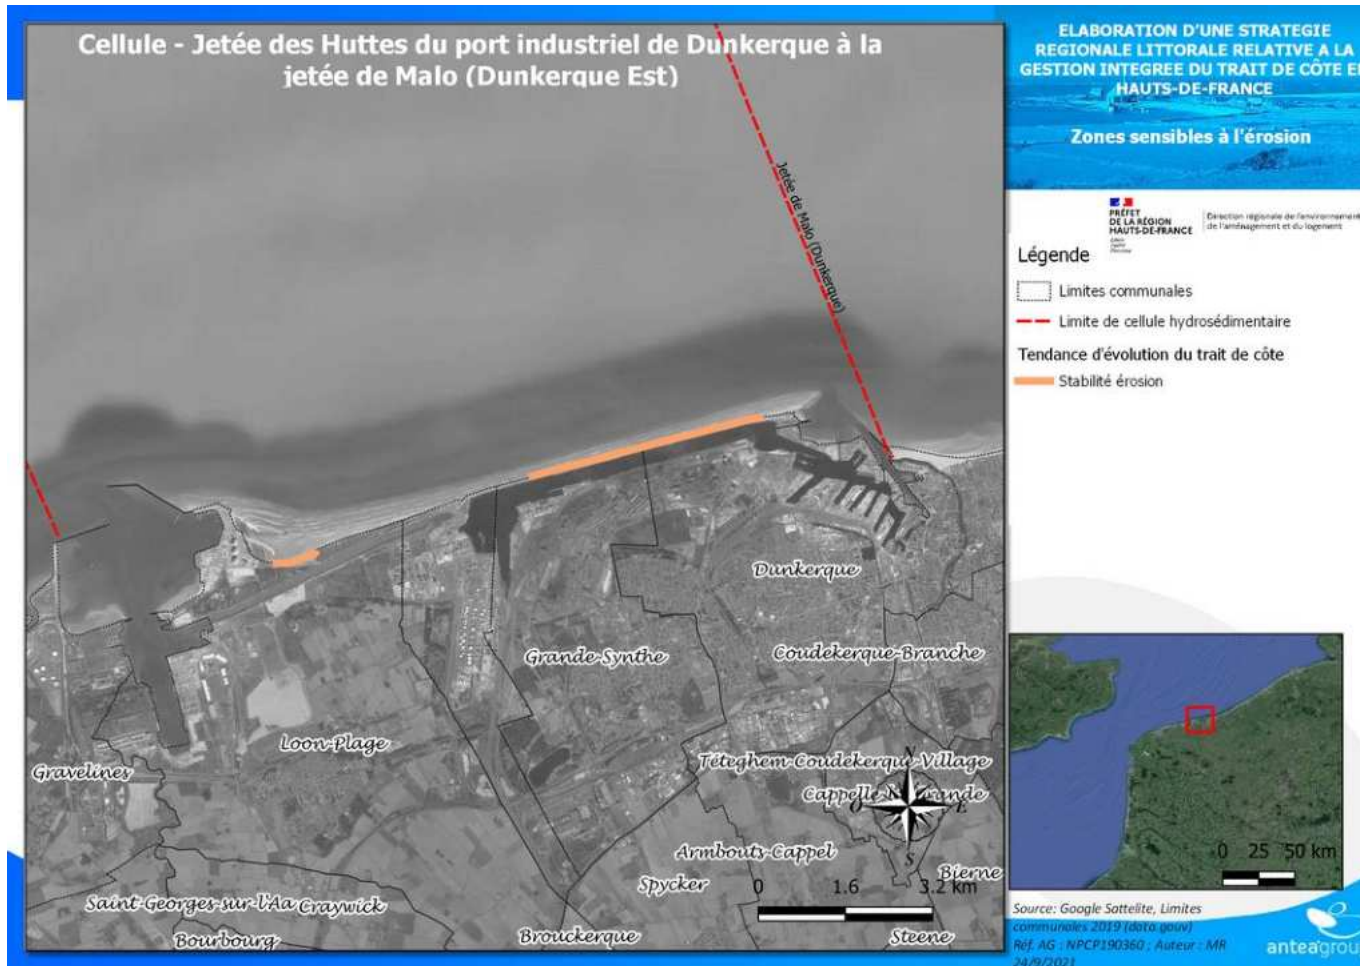 Cellule - Jetée des Huttes du port industriel de Dunkerque à la
jetée de Malo (Dunkerque Est)
Jetée de Malo (Dunkerque)
Dunkerque
Grande-Synthe
Coudekerque-Branche
Loon-Plage
Gravelines
Téteghem-Coudekerque-Village
N
O
E
S
Armbouts-Cappel
Spycker
Bierne
0 1.6 3.2 km
Saint-Georges-sur-l'Aa
Craywick
Bourbourg
Brouckerque
Steene
ELABORATION D'UNE STRATEGIE
REGIONALE LITTORALE RELATIVE A LA
GESTION INTEGREE DU TRAIT DE CÔTE E
HAUTS-DE-FRANCE
Zones sensibles à l'érosion
PRÉFET
DE LA RÉGION
HAUTS-DE-FRANCE
Direction régionale de l'environnement
de l'aménagement et du logement
Légende
Limites communales
Limite de cellule hydrosédimentaire
Tendance d'évolution du trait de côte
Stabilité érosion
0 25 50 km
Source: Google Sattelite, Limites
communales 2019 (data.gouv)
Réf. AG : NPCP190360 ; Auteur : MR
24/9/2021
anteagroup